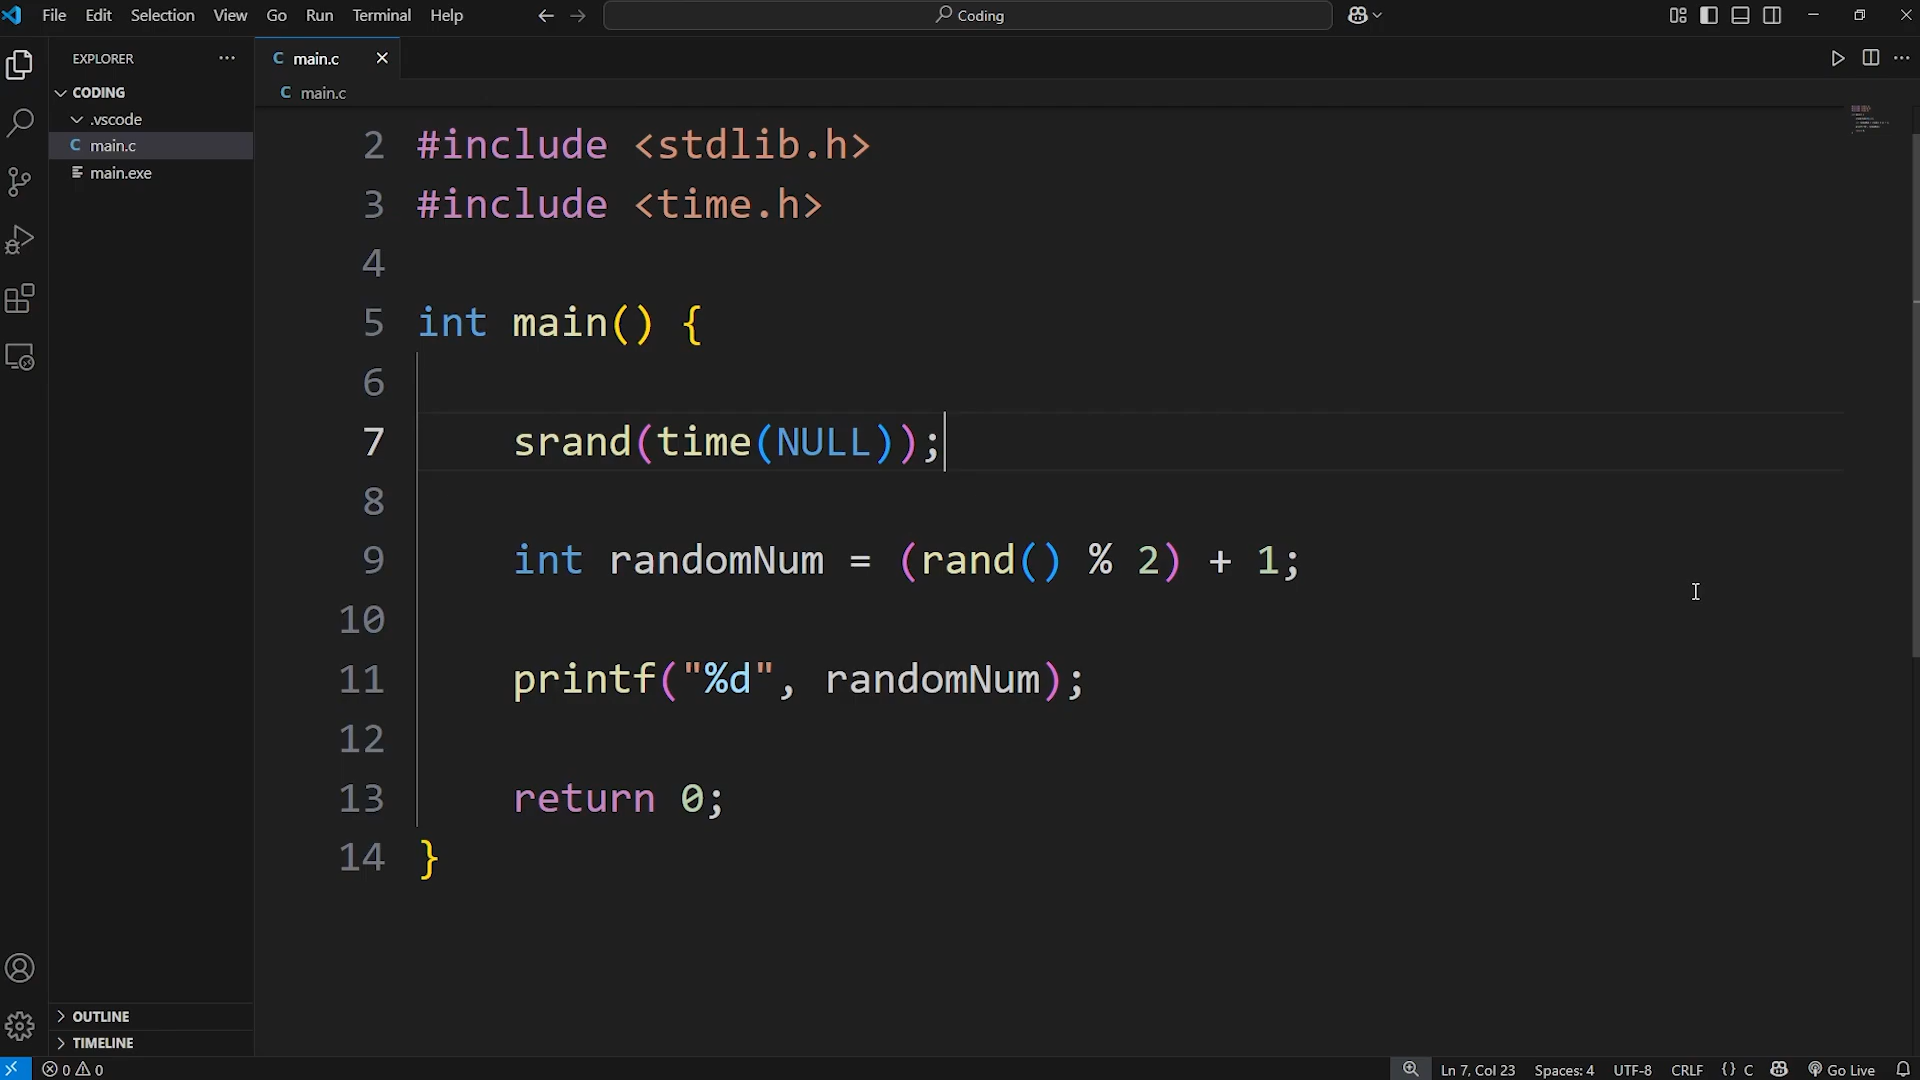 File Edit Selection View Go Run Terminal Help
Coding
EXPLORER
CODING
.vscode
C main.c
main.exe
OUTLINE
TIMELINE
C main.c
C main.c
2 #include <stdlib.h>
3 #include <time.h>
4
5 int main() {
6
7 srand(time(NULL));
8
9 int randomNum = (rand() % 2) + 1;
10
11 printf("%d", randomNum);
12
13 return 0;
14 }
0 0
Ln 7, Col 23 Spaces: 4 UTF-8 CRLF {} C Go Live